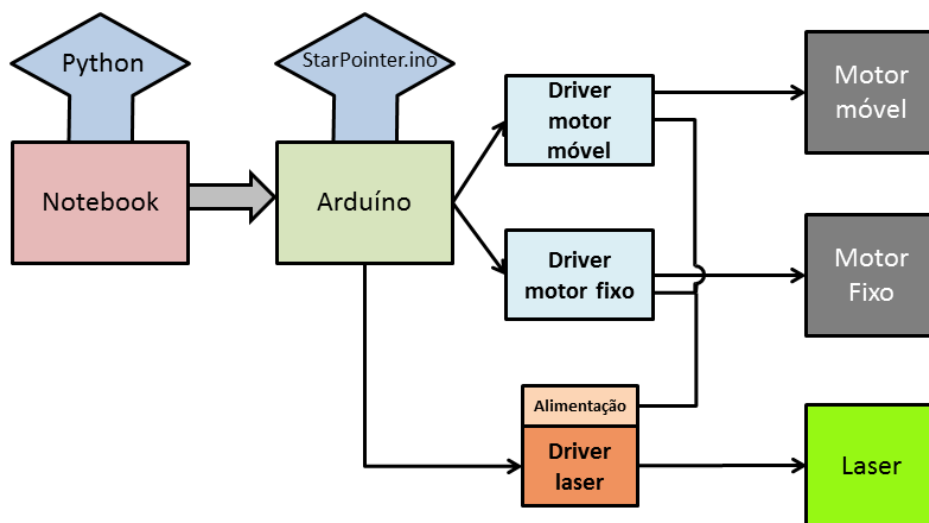 Python
StarPointer.ino
Notebook
Arduíno
Driver
motor
móvel
Driver
motor fixo
Alimentação
Driver
laser
Motor
móvel
Motor
Fixo
Laser